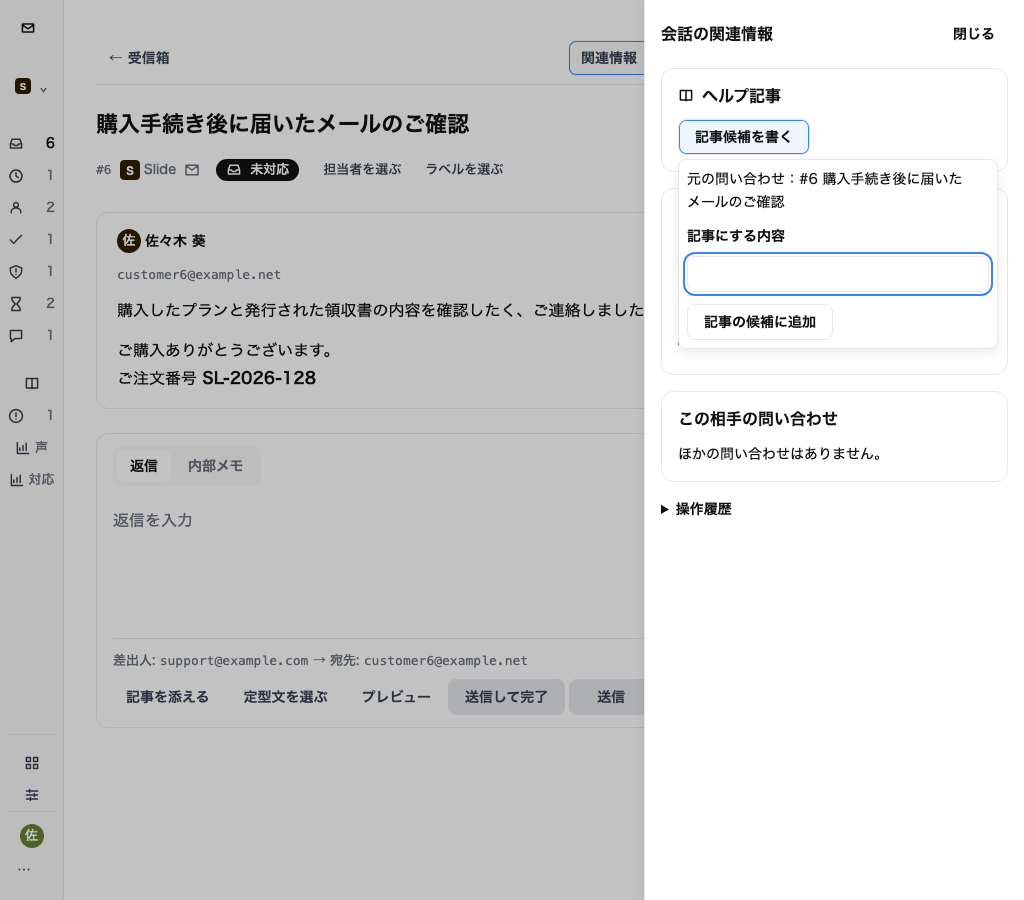 S
6
1
2
1
1
2
1
1
声
対応
佐
…
← 受信箱
関連情報
購入手続き後に届いたメールのご確認
#6 S Slide 未対応 担当者を選ぶ ラベルを選ぶ
佐 佐々木 葵
customer6@example.net
購入したプランと発行された領収書の内容を確認したく、ご連絡しました
ご購入ありがとうございます。
ご注文番号 SL-2026-128
返信 内部メモ
返信を入力
差出人: support@example.com → 宛先: customer6@example.net
記事を添える 定型文を選ぶ プレビュー 送信して完了 送信
会話の関連情報 閉じる
ヘルプ記事
記事候補を書く
元の問い合わせ：#6 購入手続き後に届いた
メールのご確認
記事にする内容
記事の候補に追加
この相手の問い合わせ
ほかの問い合わせはありません。
▶ 操作履歴